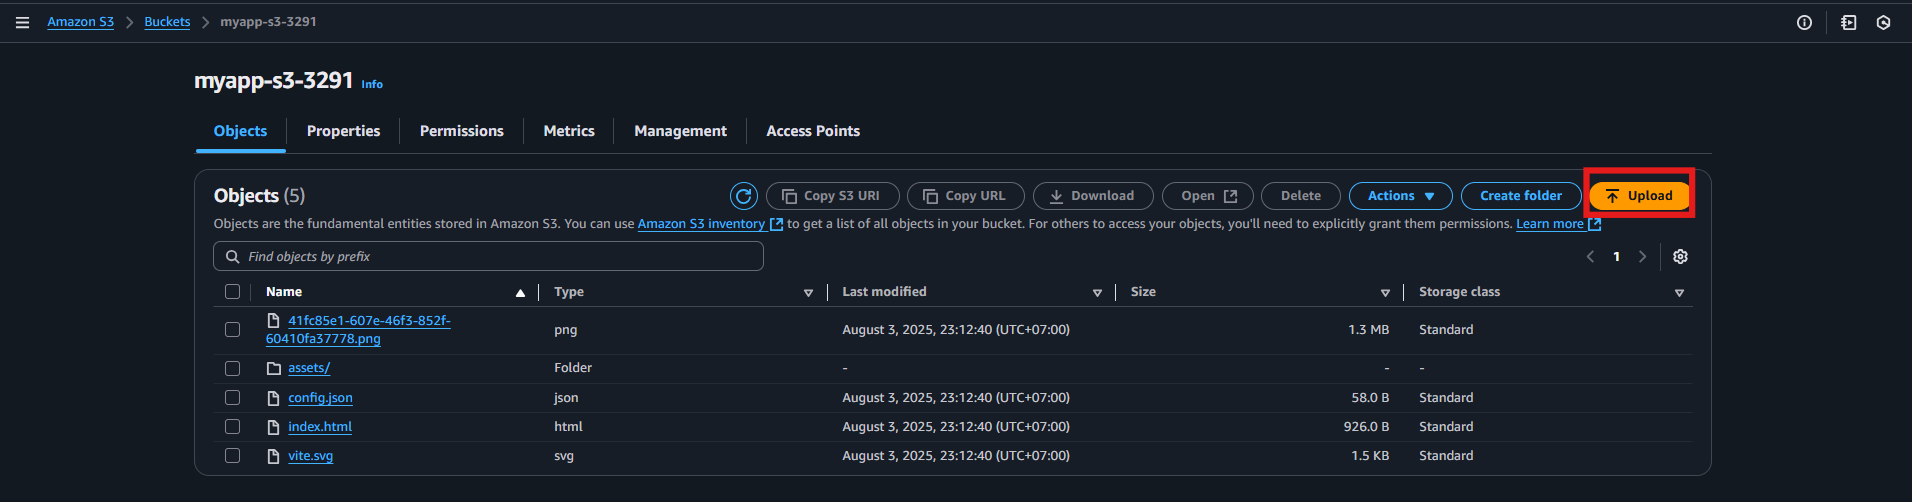 Amazon S3 > Buckets > myapp-s3-3291
myapp-s3-3291 Info
Objects Properties Permissions Metrics Management Access Points
Objects (5) Copy S3 URI Copy URL Download Open Delete Actions Create folder Upload
Objects are the fundamental entities stored in Amazon S3. You can use Amazon S3 inventory to get a list of all objects in your bucket. For others to access your objects, you'll need to explicitly grant them permissions. Learn more
Find objects by prefix < 1 >
Name Type Last modified Size Storage class
41fc85e1-607e-46f3-852f-
60410fa37778.png png August 3, 2025, 23:12:40 (UTC+07:00) 1.3 MB Standard
assets/ Folder - - -
config.json json August 3, 2025, 23:12:40 (UTC+07:00) 58.0 B Standard
index.html html August 3, 2025, 23:12:40 (UTC+07:00) 926.0 B Standard
vite.svg svg August 3, 2025, 23:12:40 (UTC+07:00) 1.5 KB Standard